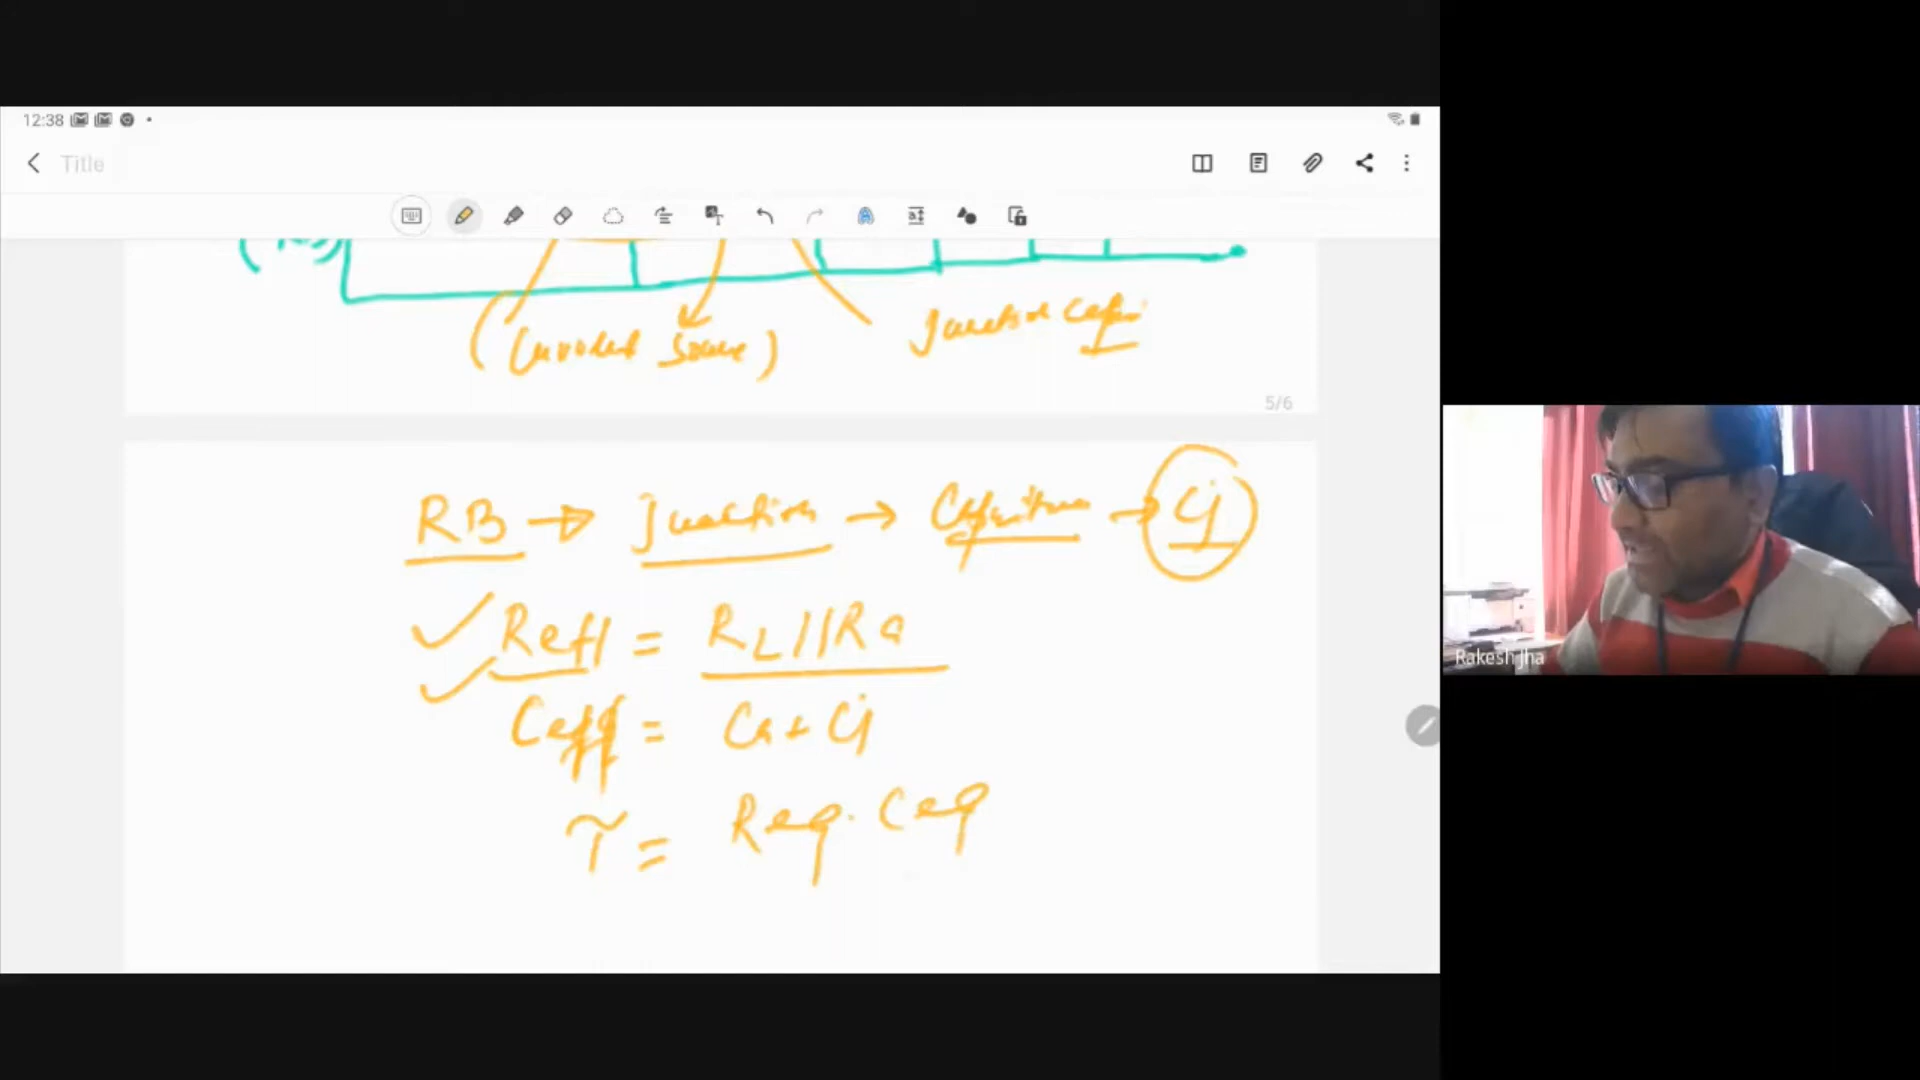 12:38
Title
(Current Source)
junction Capa
5/6
RB → junction → Capacitance → Cj
Reff = RL//Ra
Ceff = Ca + Cj
τ = Req. Ceq
Rakesh Jha